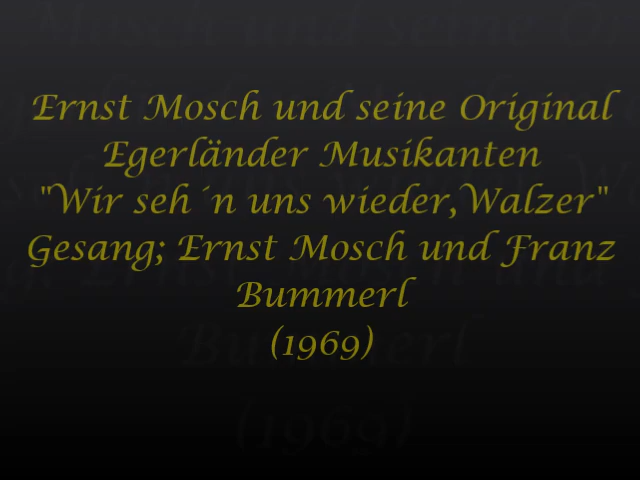 Ernst Mosch und seine Original
Egerländer Musikanten
"Wir seh´n uns wieder,Walzer"
Gesang; Ernst Mosch und Franz
Bummerl
(1969)